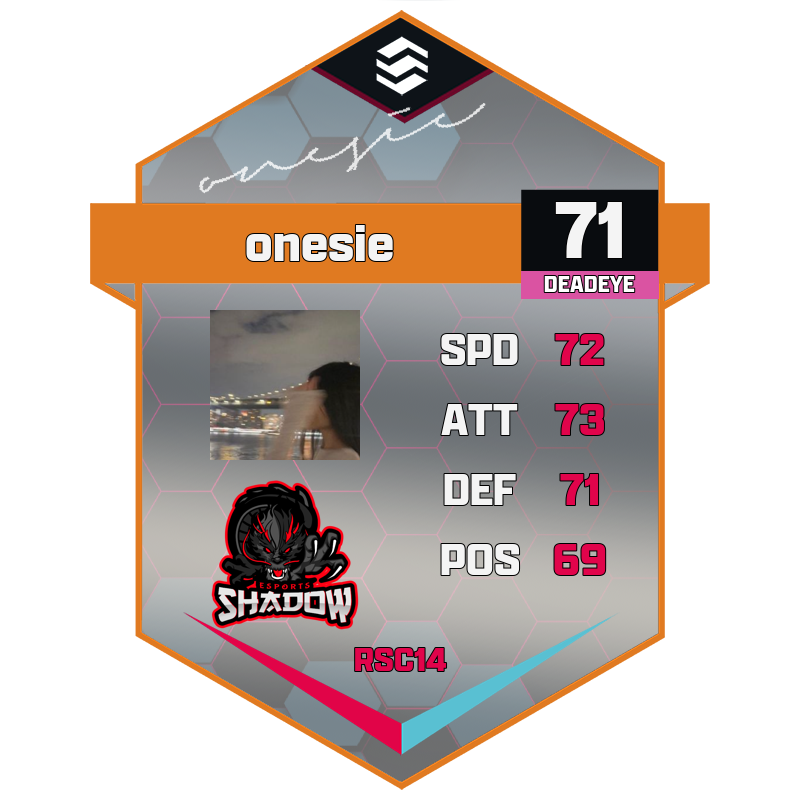 onesie
onesie
71
DEADEYE
SPD 72
ATT 73
DEF 71
POS 69
ESPORTS
SHADOW
RSC14